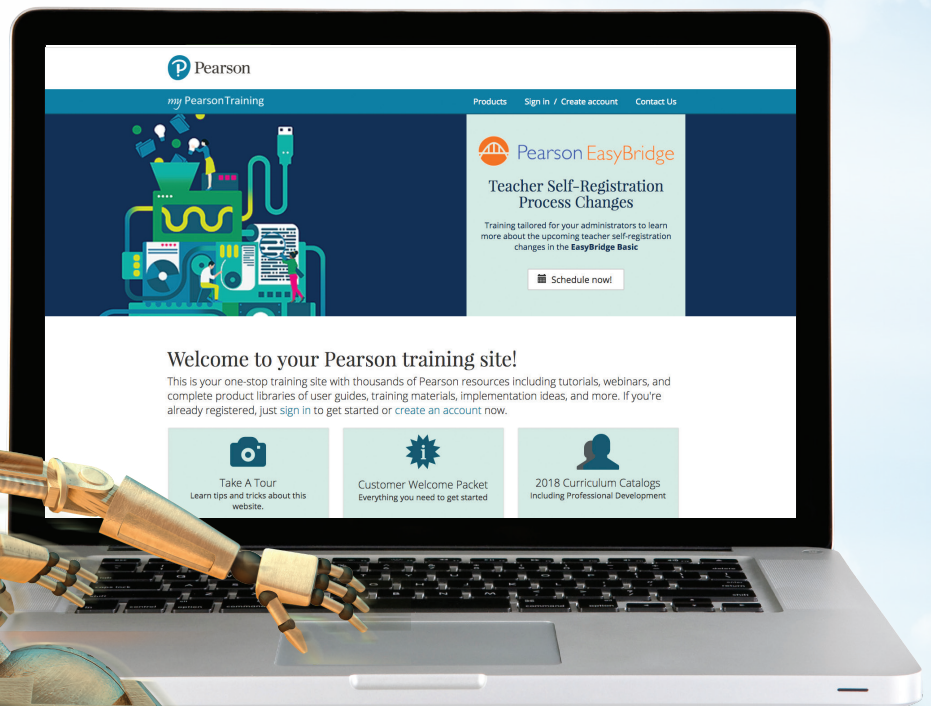 Pearson
my PearsonTraining
Products Sign in / Create account Contact Us
Pearson EasyBridge
Teacher Self-Registration
Process Changes
Training tailored for your administrators to learn
more about the upcoming teacher self-registration
changes in the EasyBridge Basic
Schedule now!
Welcome to your Pearson training site!
This is your one-stop training site with thousands of Pearson resources including tutorials, webinars, and
complete product libraries of user guides, training materials, implementation ideas, and more. If you're
already registered, just sign in to get started or create an account now.
Take A Tour
Learn tips and tricks about this
website.
Customer Welcome Packet
Everything you need to get started
2018 Curriculum Catalogs
Including Professional Development
control option command
command option